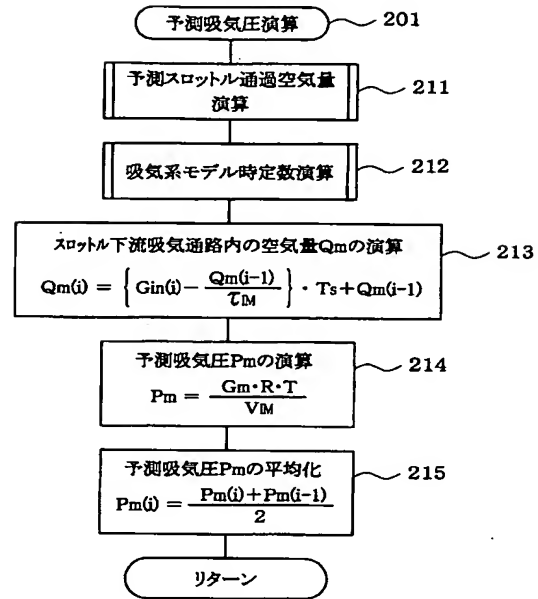 予測吸気圧演算
201
予測スロットル通過空気量
演算
211
吸気系モデル時定数演算
212
スロットル下流吸気通路内の空気量Qmの演算
213
Qm(i) = { Gin(i) − Qm(i-1) / τIM } · Ts + Qm(i-1)
予測吸気圧Pmの演算
214
Pm = Gm·R·T / VIM
予測吸気圧Pmの平均化
215
Pm(i) = Pm(i)+Pm(i-1) / 2
リターン